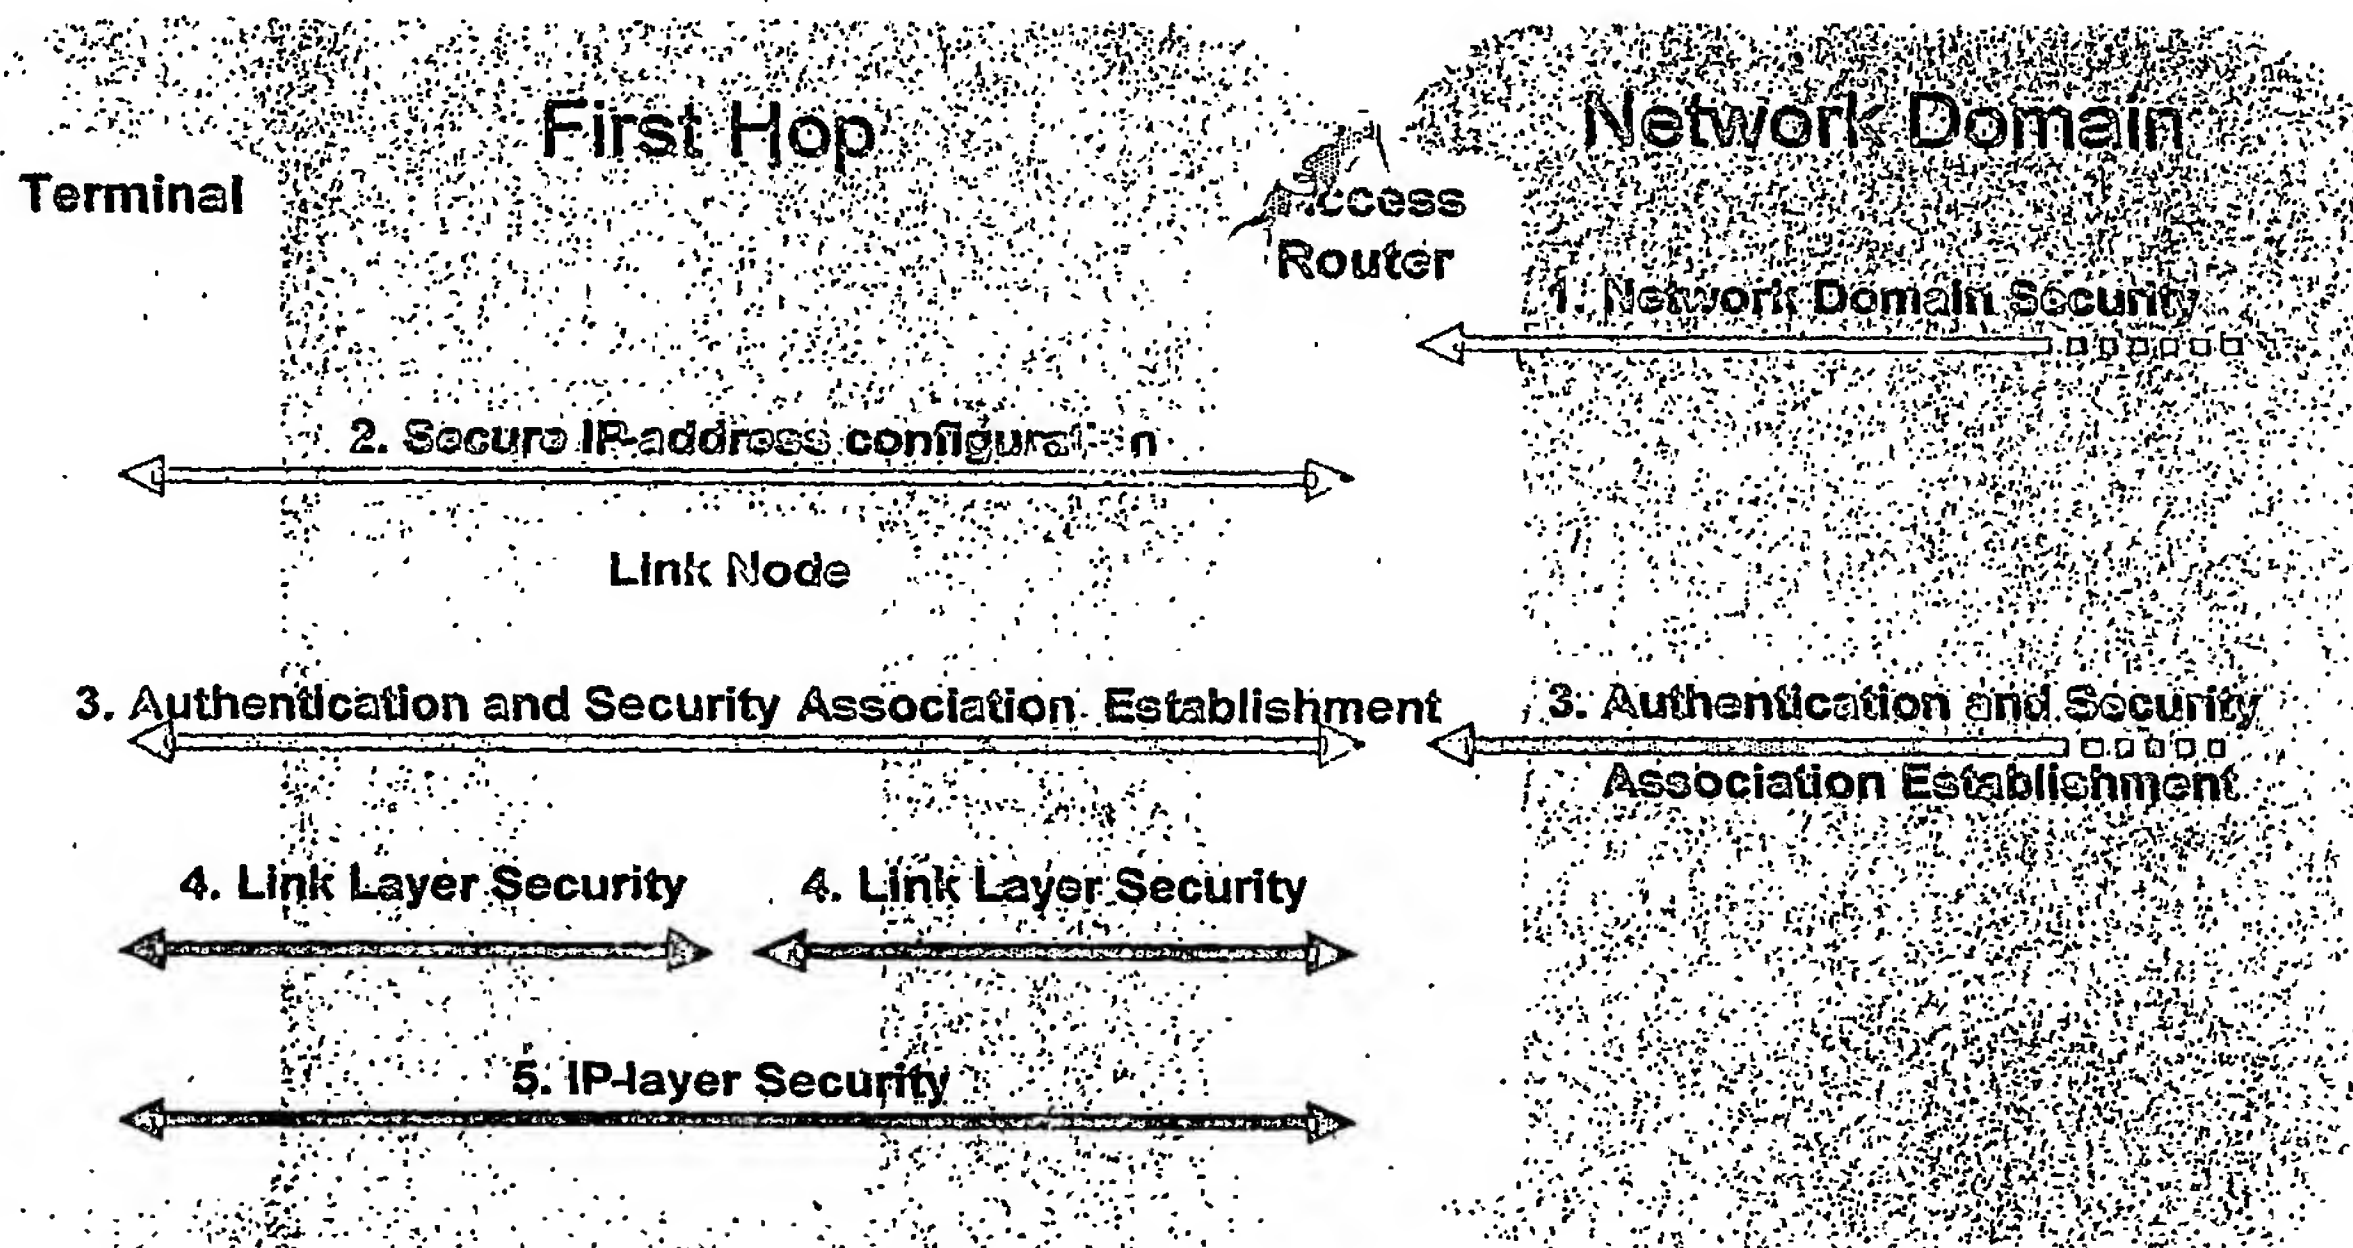 First Hop
Network Domain
Terminal
Access
Router
1. Network Domain Security
2. Secure IP-address configuration
Link Node
3. Authentication and Security Association Establishment
3. Authentication and Security
Association Establishment
4. Link Layer Security
4. Link Layer Security
5. IP-layer Security